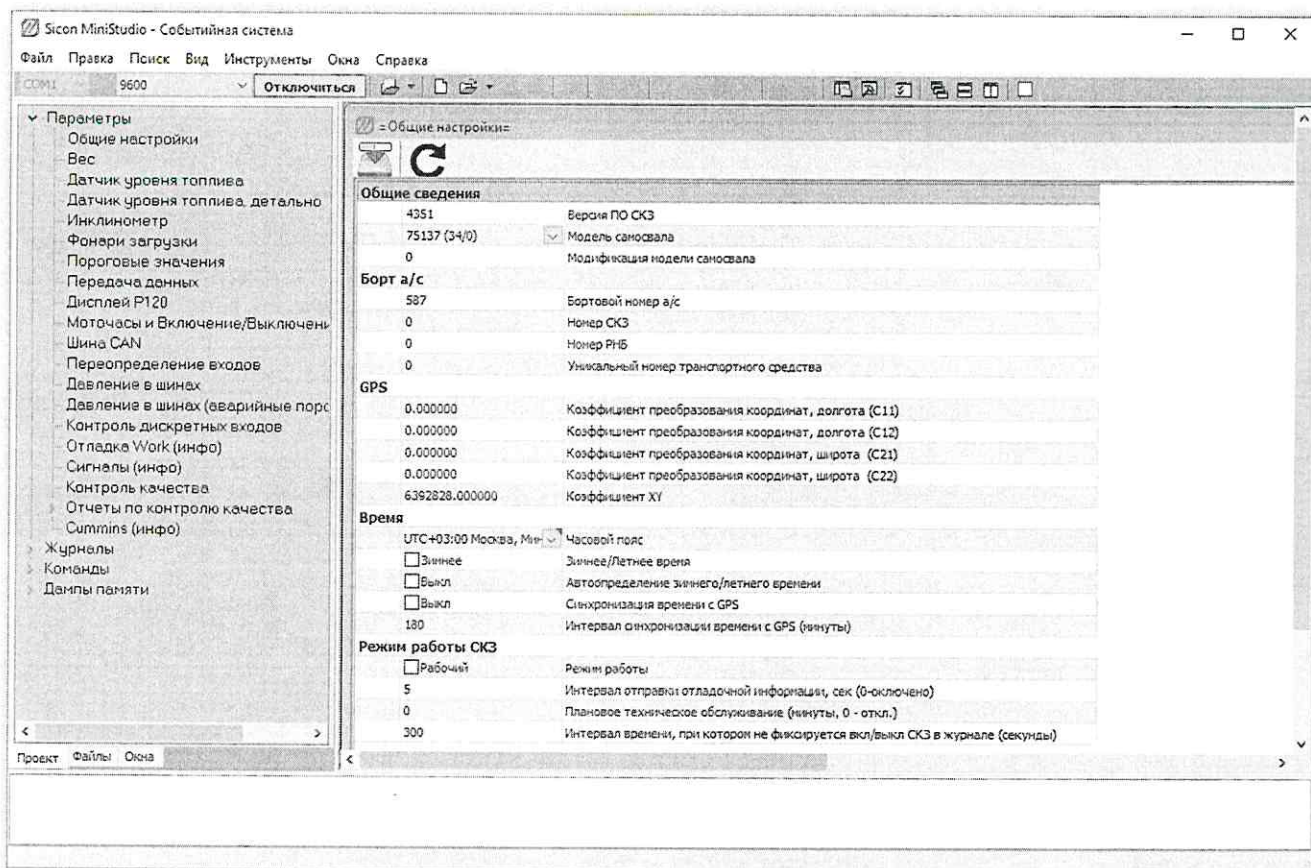 Sicon MiniStudio - Событийная система
Файл Правка Поиск Вид Инструменты Окна Справка
COM1 9600 Отключиться
Параметры
Общие настройки
Вес
Датчик уровня топлива
Датчик уровня топлива, детально
Инклинометр
Фонари загрузки
Пороговые значения
Передача данных
Дисплей P120
Моточасы и Включение/Выключени
Шина CAN
Переопределение входов
Давление в шинах
Давление в шинах (аварийные поро
Контроль дискретных входов
Отладка Work (инфо)
Сигналы (инфо)
Контроль качества
Отчеты по контролю качества
Cummins (инфо)
Журналы
Команды
Дампы памяти
Проект Файлы Окна
=Общие настройки=
Общие сведения
4351 Версия ПО СКЗ
75137 (34/0) Модель самосвала
0 Модификация модели самосвала
Борт а/с
587 Бортовой номер а/с
0 Номер СКЗ
0 Номер РНБ
0 Уникальный номер транспортного средства
GPS
0.000000 Коэффициент преобразования координат, долгота (C11)
0.000000 Коэффициент преобразования координат, долгота (C12)
0.000000 Коэффициент преобразования координат, широта (C21)
0.000000 Коэффициент преобразования координат, широта (C22)
6392828.000000 Коэффициент XY
Время
UTC+03:00 Москва, Мин Часовой пояс
Зимнее Зимнее/Летнее время
Выкл Автоопределение зимнего/летнего времени
Выкл Синхронизация времени с GPS
180 Интервал синхронизации времени с GPS (минуты)
Режим работы СКЗ
Рабочий Режим работы
5 Интервал отправки отладочной информации, сек (0-отключено)
0 Плановое техническое обслуживание (минуты, 0 - откл.)
300 Интервал времени, при котором не фиксируется вкл/выкл СКЗ в журнале (секунды)